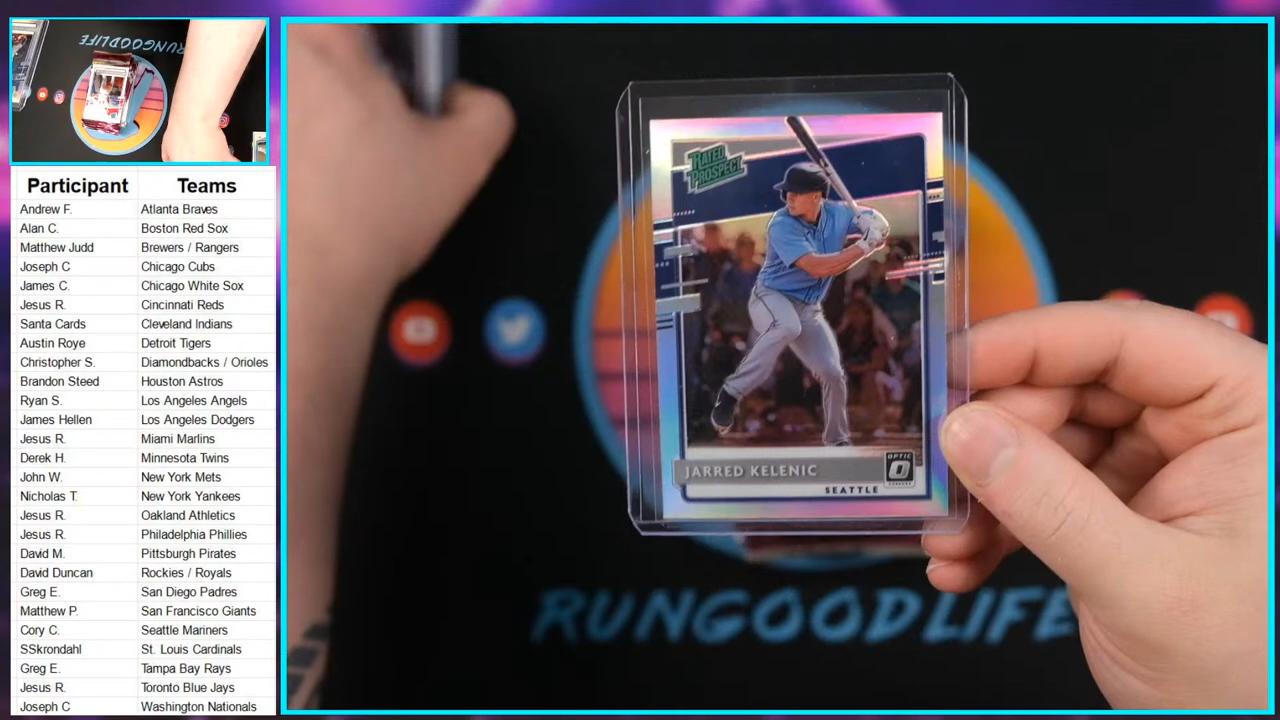 RUNGOODLIFE
Participant Teams
Andrew F. Atlanta Braves
Alan C. Boston Red Sox
Matthew Judd Brewers / Rangers
Joseph C Chicago Cubs
James C. Chicago White Sox
Jesus R. Cincinnati Reds
Santa Cards Cleveland Indians
Austin Roye Detroit Tigers
Christopher S. Diamondbacks / Orioles
Brandon Steed Houston Astros
Ryan S. Los Angeles Angels
James Hellen Los Angeles Dodgers
Jesus R. Miami Marlins
Derek H. Minnesota Twins
John W. New York Mets
Nicholas T. New York Yankees
Jesus R. Oakland Athletics
Jesus R. Philadelphia Phillies
David M. Pittsburgh Pirates
David Duncan Rockies / Royals
Greg E. San Diego Padres
Matthew P. San Francisco Giants
Cory C. Seattle Mariners
SSkrondahl St. Louis Cardinals
Greg E. Tampa Bay Rays
Jesus R. Toronto Blue Jays
Joseph C Washington Nationals
RATED
PROSPECT
JARRED KELENIC
OPTIC
SEATTLE
RUNGOODLIFE